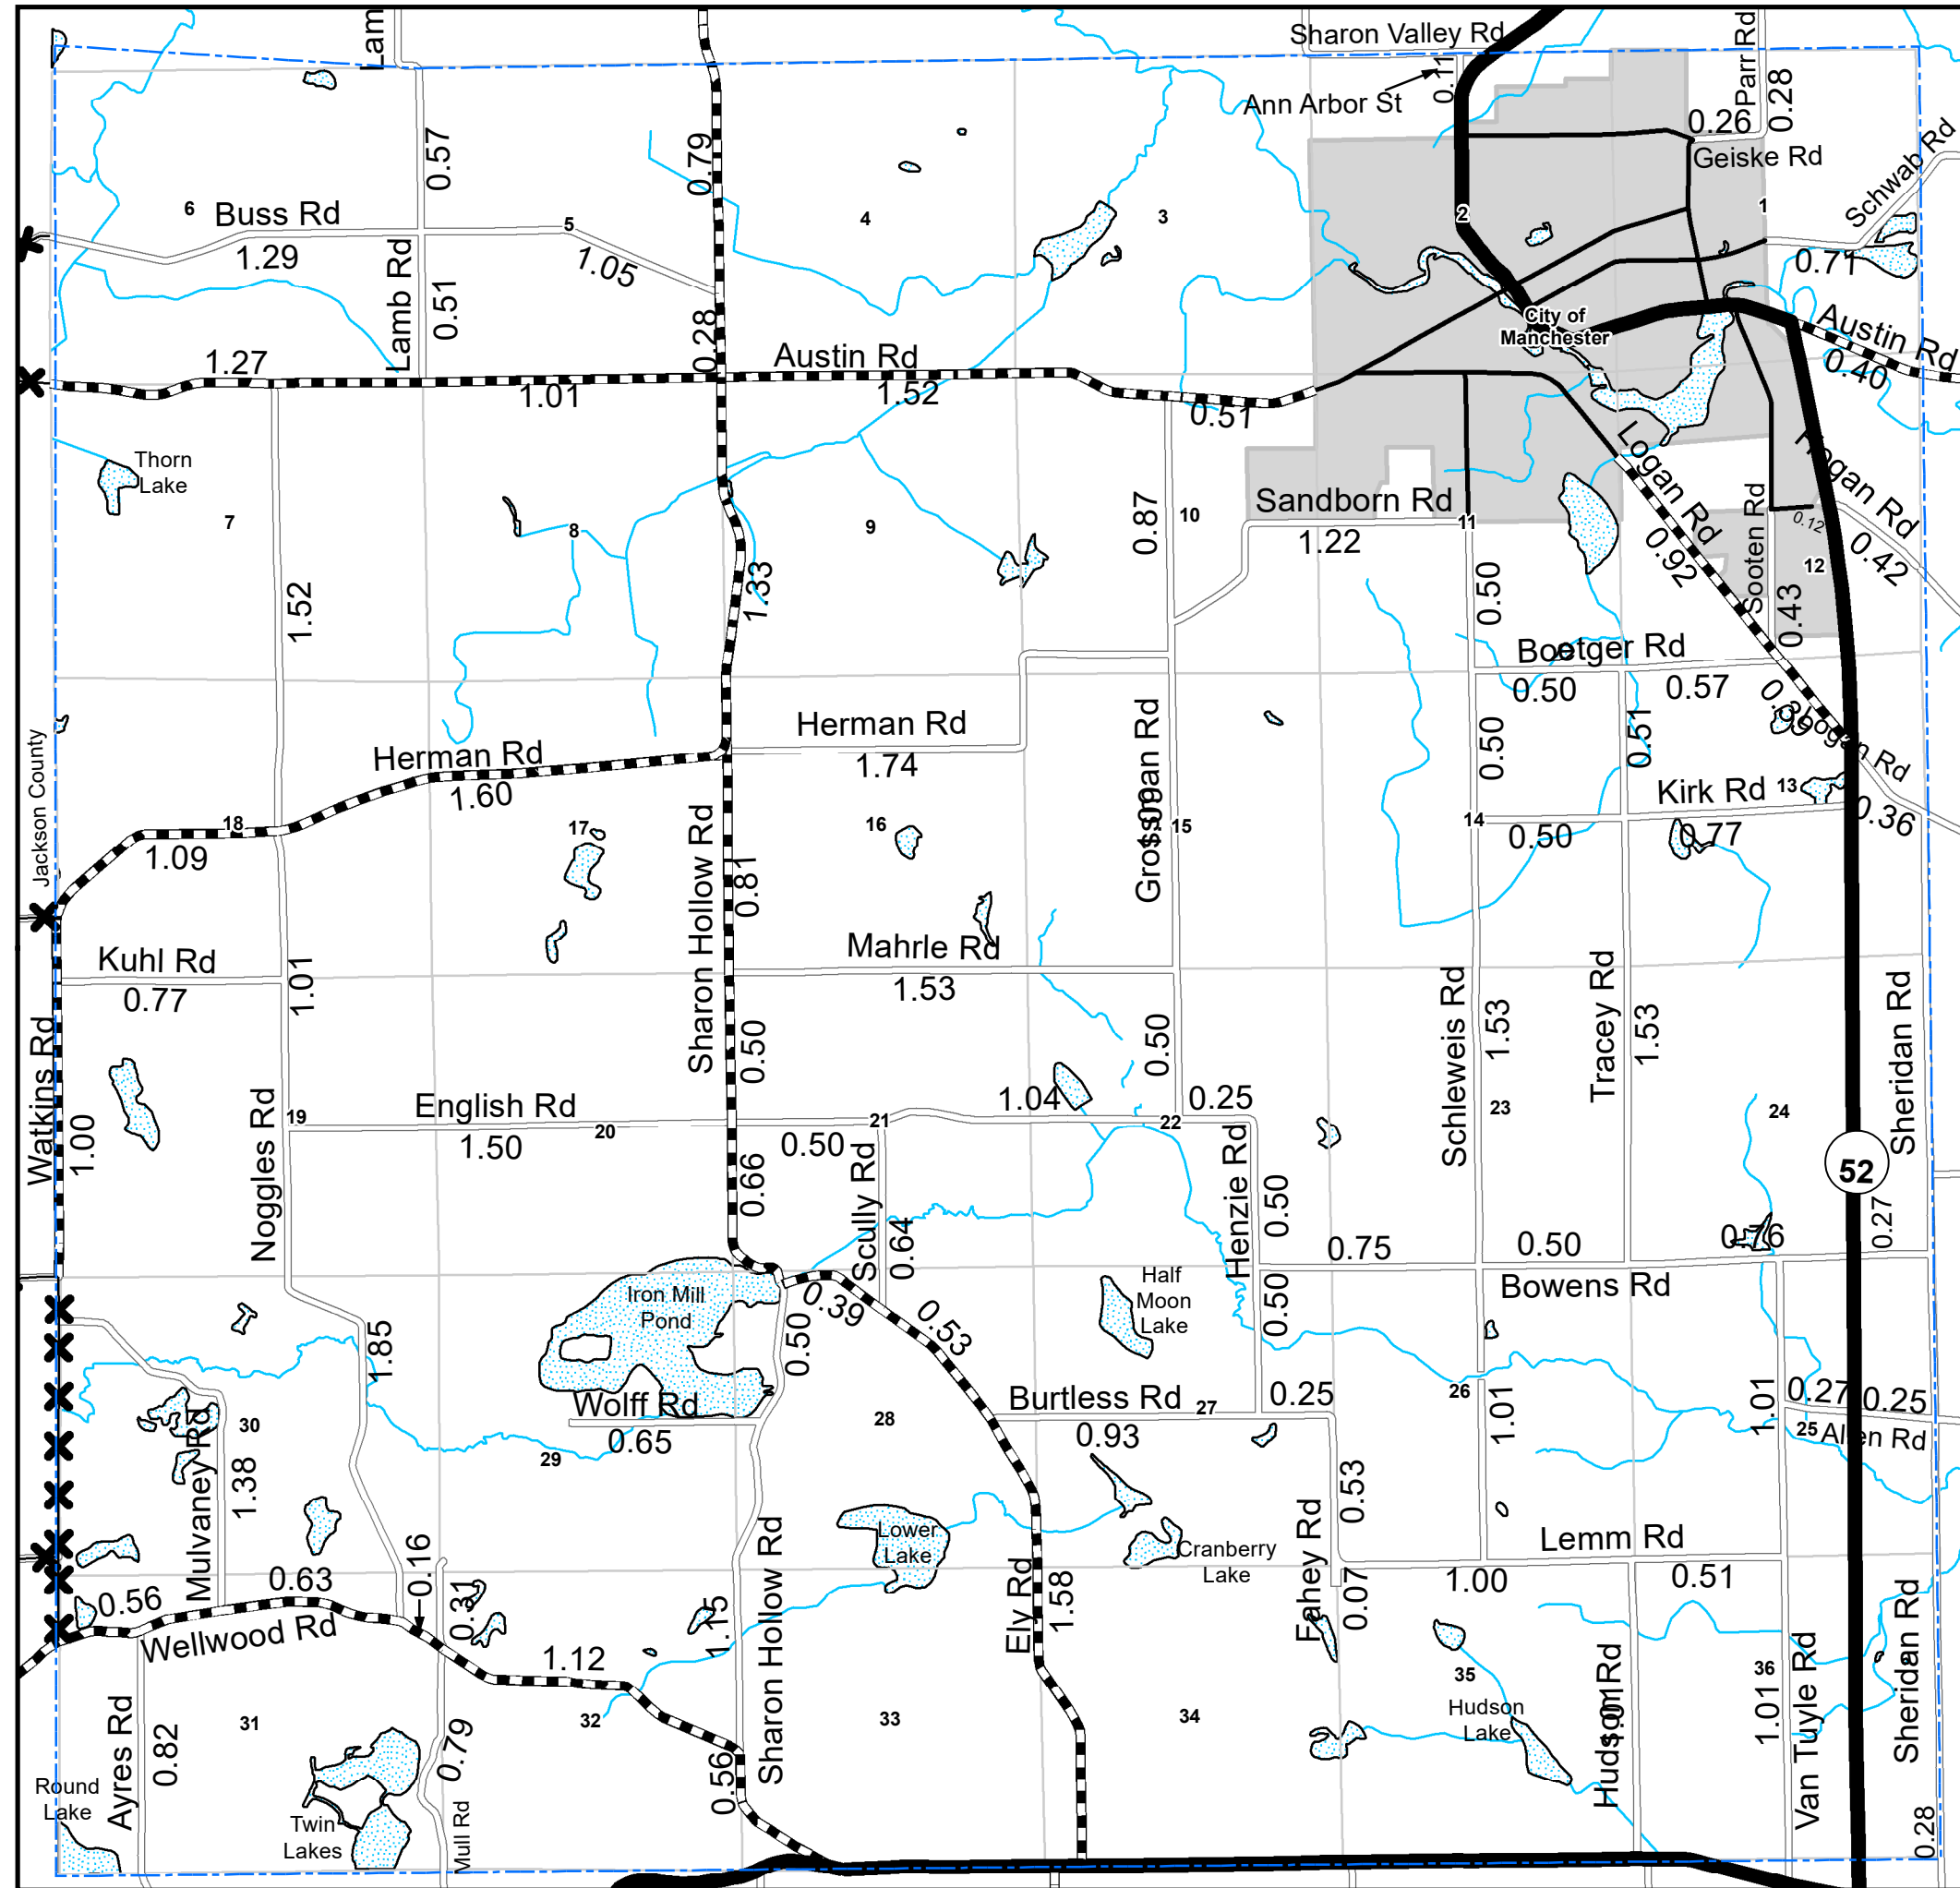 Lam
Sharon Valley Rd
0.11
Ann Arbor St
Parr Rd
0.28
0.26
Geiske Rd
Schwab Rd
0.57
0.79
6
Buss Rd
5
4
3
2
1
1.29
1.05
Lamb Rd
0.51
0.28
0.71
City of
Manchester
Austin Rd
0.40
1.27
Austin Rd
1.01
1.52
0.51
Thorn
Lake
7
8
9
0.87
10
Sandborn Rd
11
1.22
Logan Rd
0.92
Hogan Rd
0.42
Sooten Rd
0.12
12
0.43
1.52
1.33
0.50
Boetger Rd
0.50
0.57
0.39
Logan Rd
Jackson County
Herman Rd
1.60
Herman Rd
1.74
Grossman Rd
1.09
0.50
0.51
Kirk Rd
13
0.36
18
1.09
17
16
15
14
0.50
0.77
Sharon Hollow Rd
0.81
Kuhl Rd
0.77
1.01
Mahrle Rd
1.53
Watkins Rd
1.00
0.50
0.50
Schleweis Rd
1.53
Tracey Rd
1.53
Sheridan Rd
Noggles Rd
19
English Rd
20
1.50
21
0.50
1.04
22
0.25
23
24
52
0.66
Scully Rd
0.64
Henzie Rd
0.50
0.75
0.50
0.76
0.27
Bowens Rd
Iron Mill
Pond
0.39
0.53
0.50
Half
Moon
Lake
0.50
1.85
Wolff Rd
0.65
Burtless Rd
27
0.25
0.93
26
1.01
1.01
0.27
0.25
25
Allen Rd
Mulvaney Rd
30
1.38
29
28
0.53
Lower
Lake
Cranberry
Lake
Fahey Rd
0.07
Lemm Rd
1.00
0.51
0.56
0.63
0.16
0.31
Wellwood Rd
1.12
1.15
Sharon Hollow Rd
Ely Rd
1.58
Ayres Rd
0.82
31
32
33
34
35
36
0.79
Mull Rd
0.56
Hudson
Lake
Hudson Rd
1.01
1.01
Van Tuyle Rd
Sheridan Rd
0.28
Round
Lake
Twin
Lakes